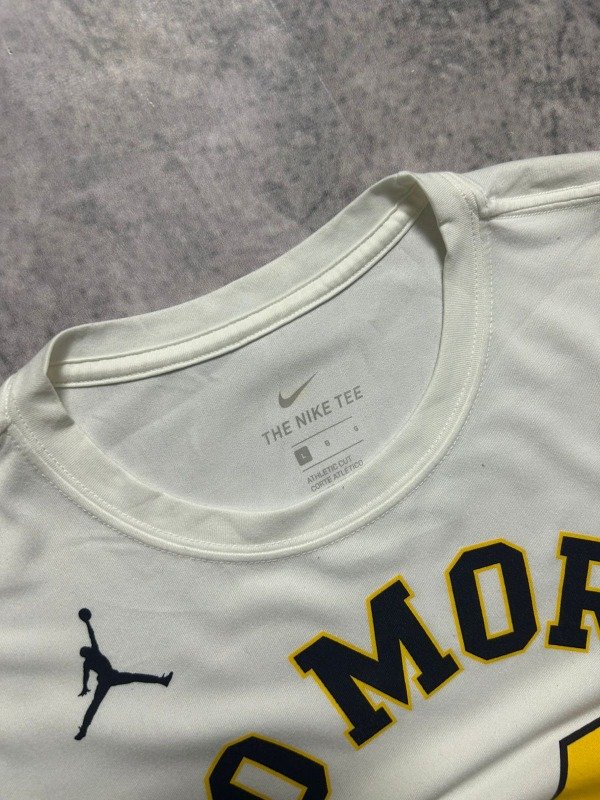 THE NIKE TEE
L G G
ATHLETIC CUT
CORTE ATLÉTICO
O MOR